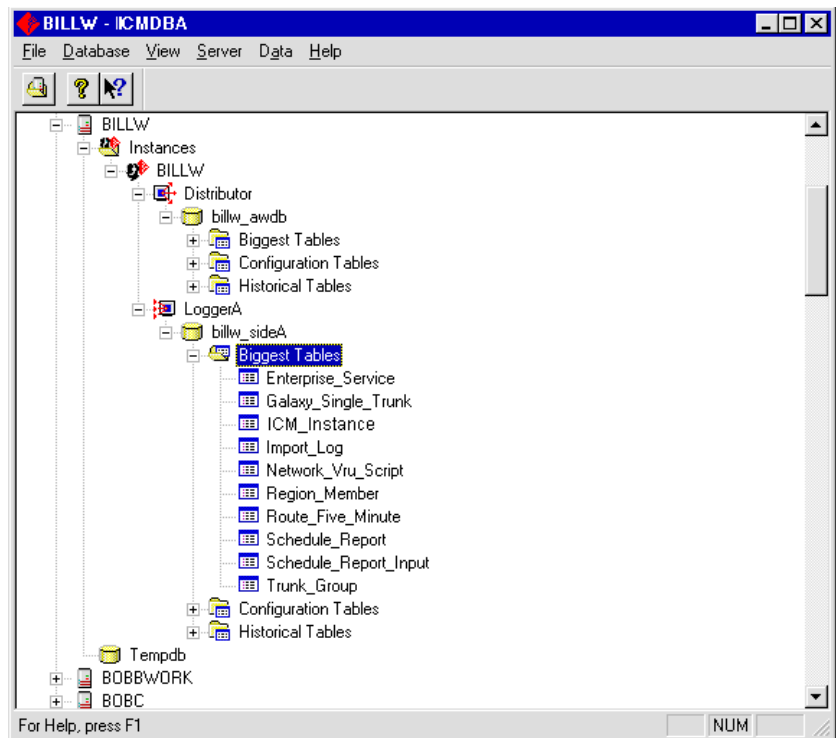 BILLW - IICMDBA
File Database View Server Data Help
BILLW
Instances
BILLW
Distributor
billw_awdb
Biggest Tables
Configuration Tables
Historical Tables
LoggerA
billw_sideA
Biggest Tables
Enterprise_Service
Galaxy_Single_Trunk
ICM_Instance
Import_Log
Network_Vru_Script
Region_Member
Route_Five_Minute
Schedule_Report
Schedule_Report_Input
Trunk_Group
Configuration Tables
Historical Tables
Tempdb
BOBBWORK
BOBC
For Help, press F1
NUM